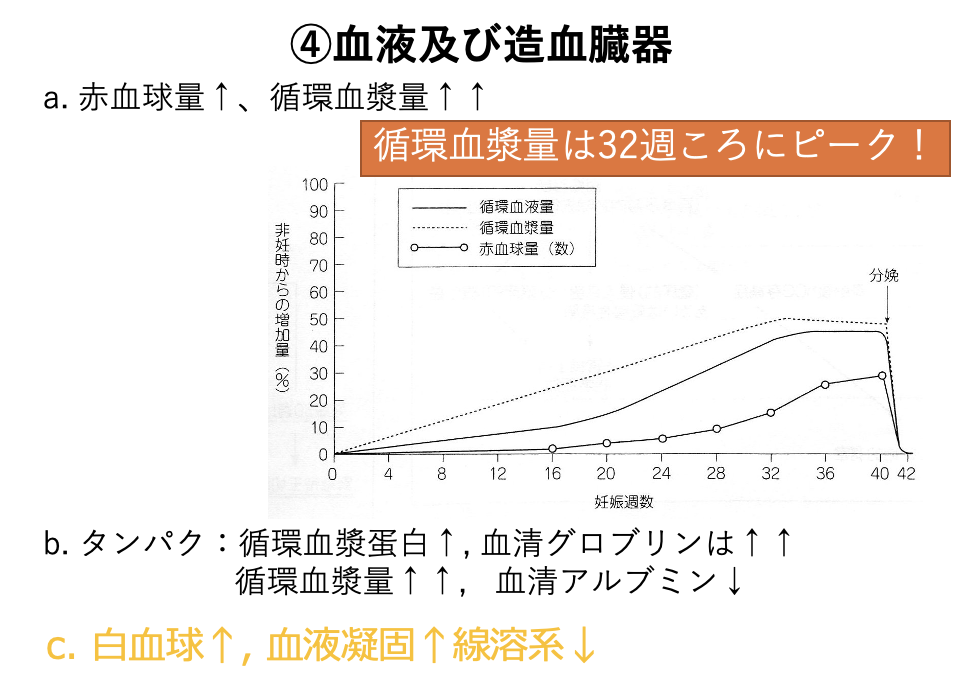 ④血液及び造血臓器
a. 赤血球量↑、循環血漿量↑↑
循環血漿量は32週ころにピーク！
100
90
80
70
60
50
40
30
20
10
0
非妊時からの増加量（％）
循環血液量
循環血漿量
赤血球量（数）
分娩
0 4 8 12 16 20 24 28 32 36 40 42
妊娠週数
b. タンパク：循環血漿蛋白↑, 血清グロブリンは↑↑
循環血漿量↑↑, 血清アルブミン↓
c. 白血球↑, 血液凝固↑線溶系↓